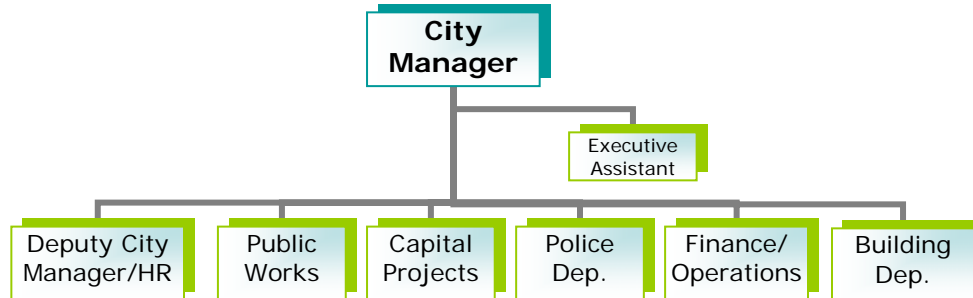 City
Manager
Executive
Assistant
Deputy City
Manager/HR
Public
Works
Capital
Projects
Police
Dep.
Finance/
Operations
Building
Dep.